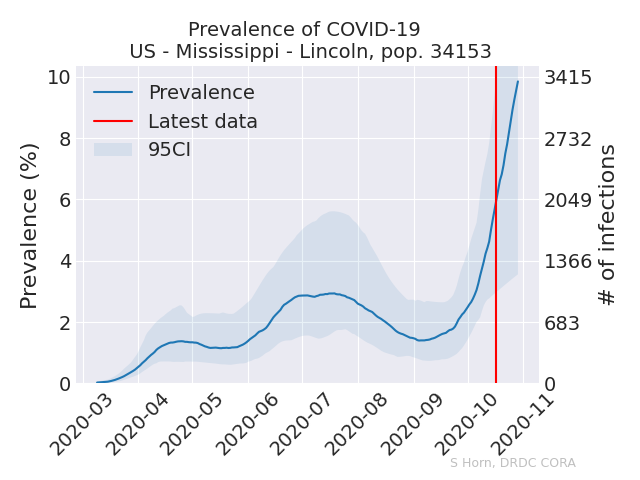 Prevalence of COVID-19
US - Mississippi - Lincoln, pop. 34153
Prevalence (%)
10
8
6
4
2
0
Prevalence
Latest data
95CI
3415
2732
2049
1366
683
0
# of infections
2020-03
2020-04
2020-05
2020-06
2020-07
2020-08
2020-09
2020-10
2020-11
S Horn, DRDC CORA